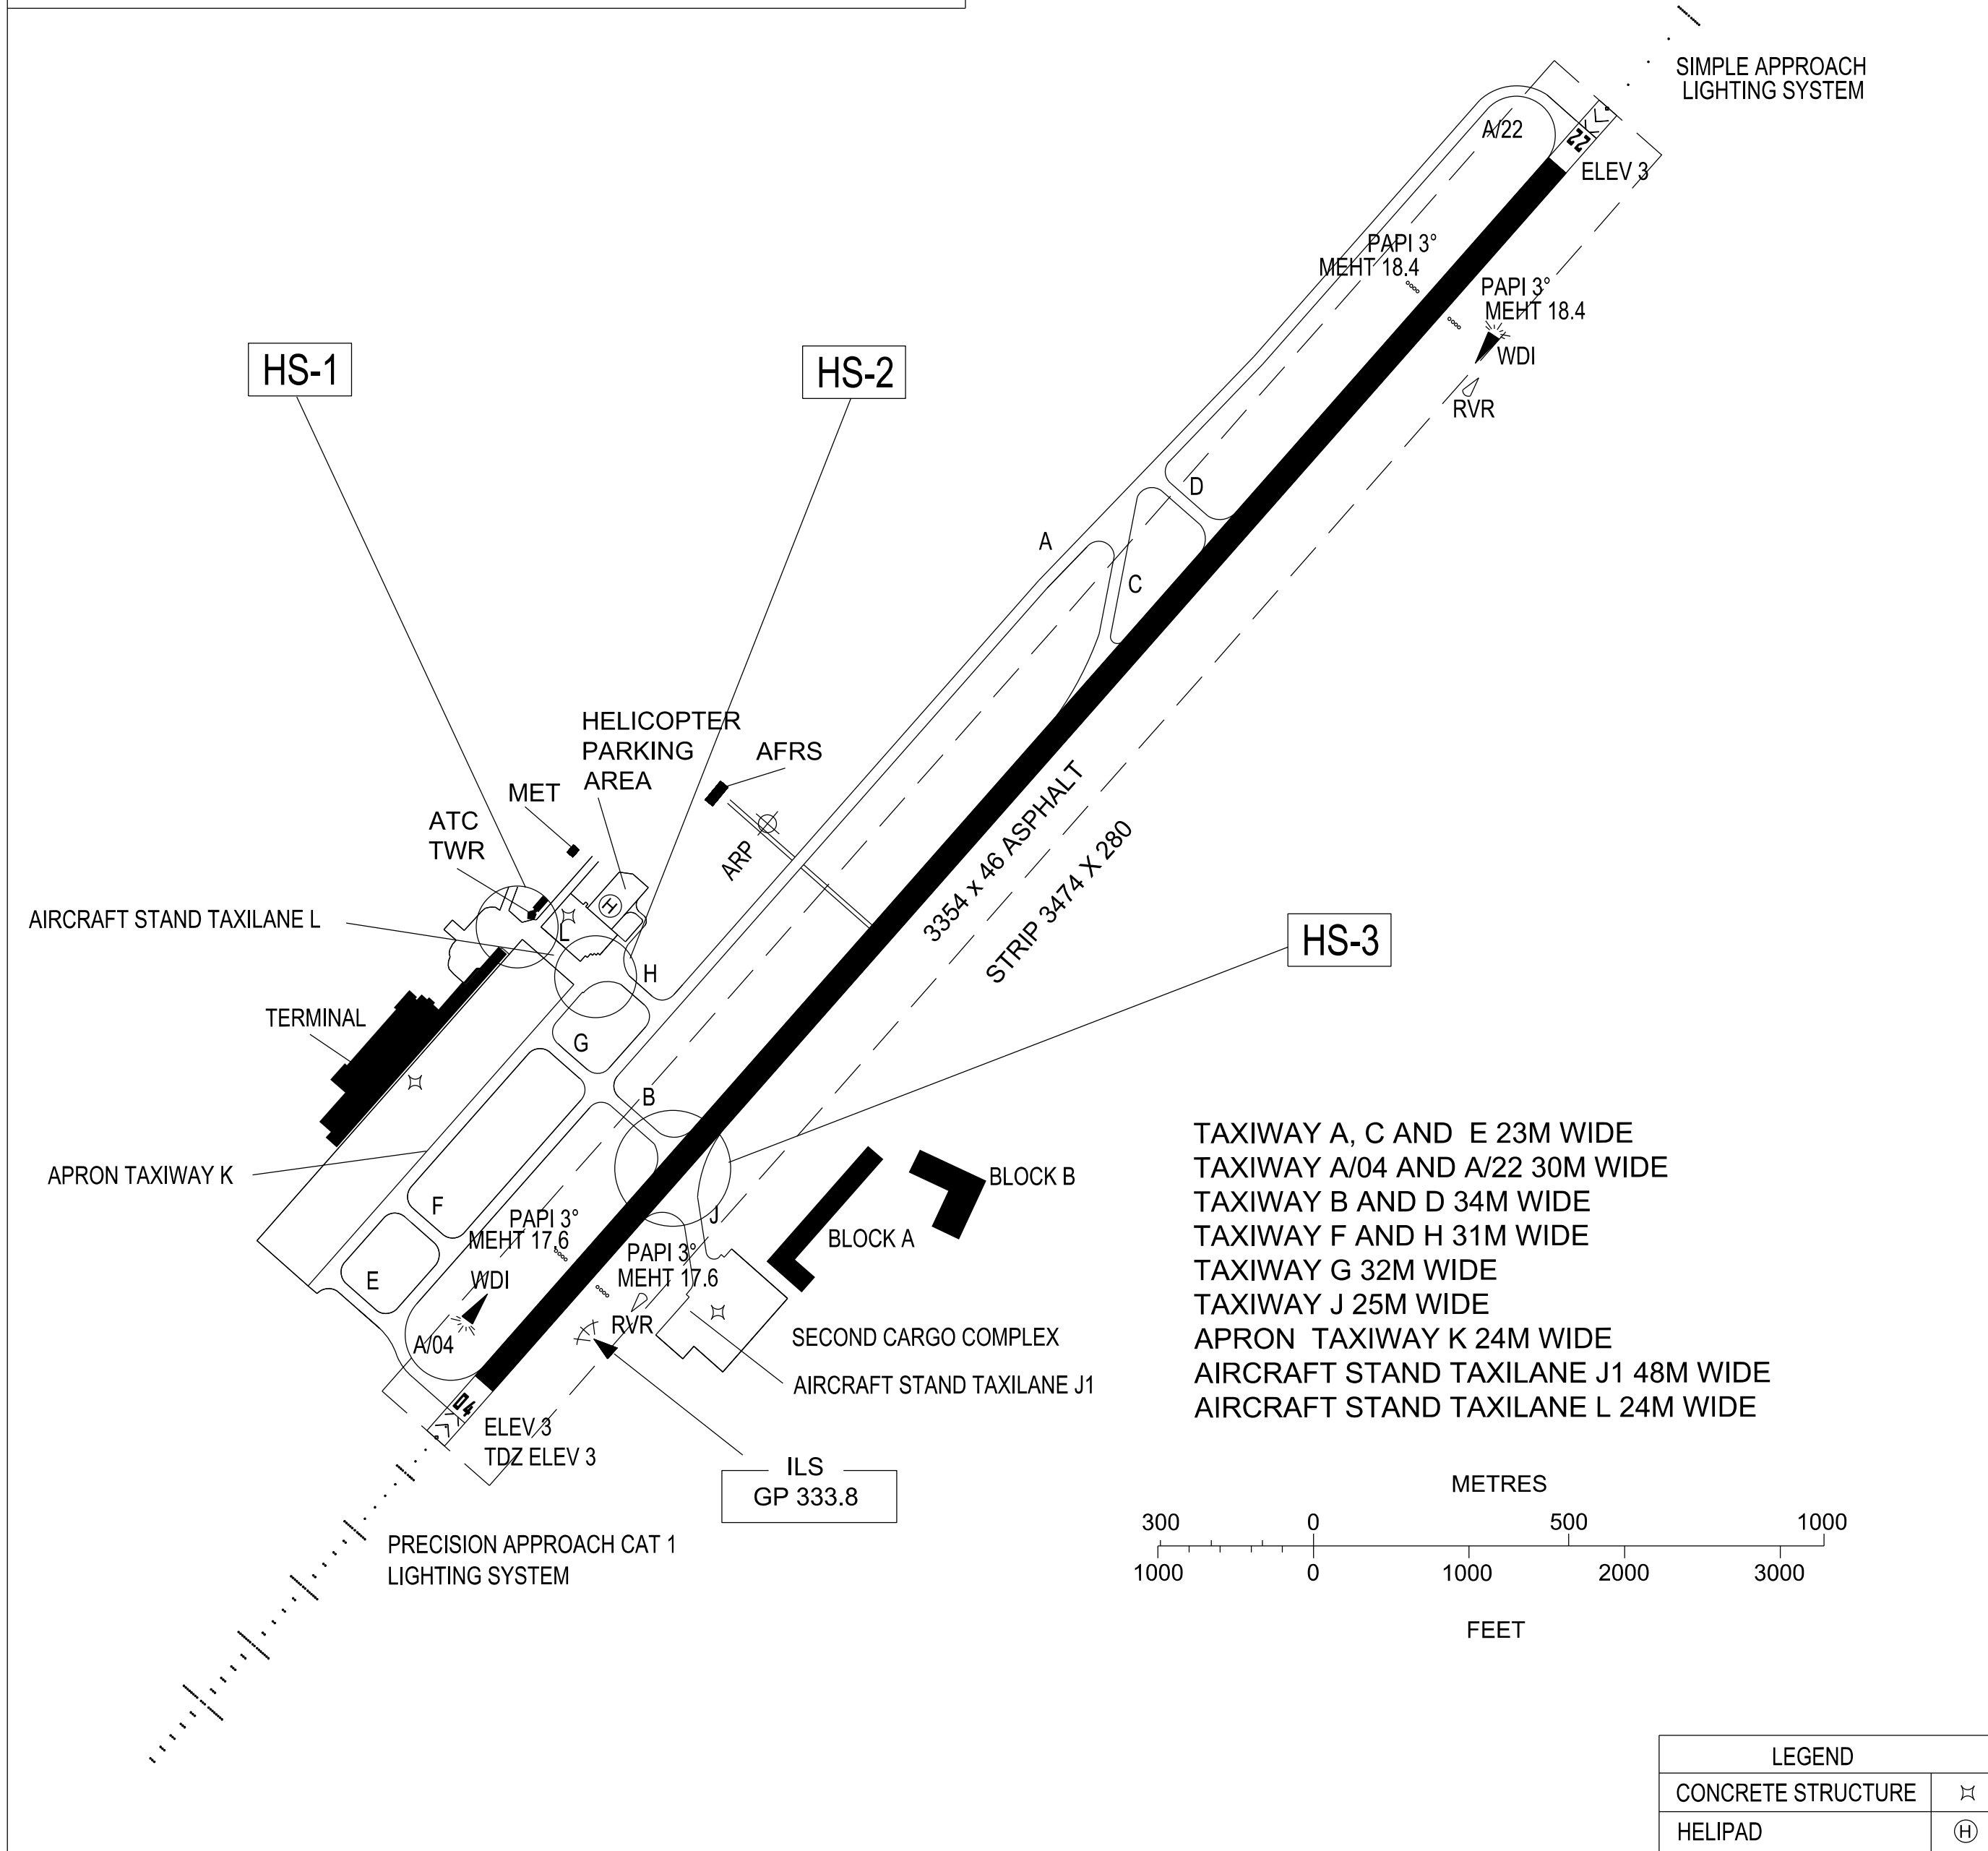 SIMPLE APPROACH
LIGHTING SYSTEM
A/22
22
ELEV 3
PAPI 3°
MEHT 18.4
PAPI 3°
MEHT 18.4
WDI
RVR
HS-1
HS-2
D
A
C
HELICOPTER
PARKING
AREA
AFRS
MET
ATC
TWR
ARP
3354 x 46 ASPHALT
STRIP 3474 X 280
H
AIRCRAFT STAND TAXILANE L
L
HS-3
H
TERMINAL
G
B
APRON TAXIWAY K
F
PAPI 3°
MEHT 17.6
J
BLOCK B
BLOCK A
E
WDI
PAPI 3°
MEHT 17.6
RVR
A/04
SECOND CARGO COMPLEX
AIRCRAFT STAND TAXILANE J1
04
ELEV 3
TDZ ELEV 3
ILS
GP 333.8
PRECISION APPROACH CAT 1
LIGHTING SYSTEM
TAXIWAY A, C AND E 23M WIDE
TAXIWAY A/04 AND A/22 30M WIDE
TAXIWAY B AND D 34M WIDE
TAXIWAY F AND H 31M WIDE
TAXIWAY G 32M WIDE
TAXIWAY J 25M WIDE
APRON TAXIWAY K 24M WIDE
AIRCRAFT STAND TAXILANE J1 48M WIDE
AIRCRAFT STAND TAXILANE L 24M WIDE
METRES
300 0 500 1000
1000 0 1000 2000 3000
FEET
LEGEND
CONCRETE STRUCTURE
HELIPAD H